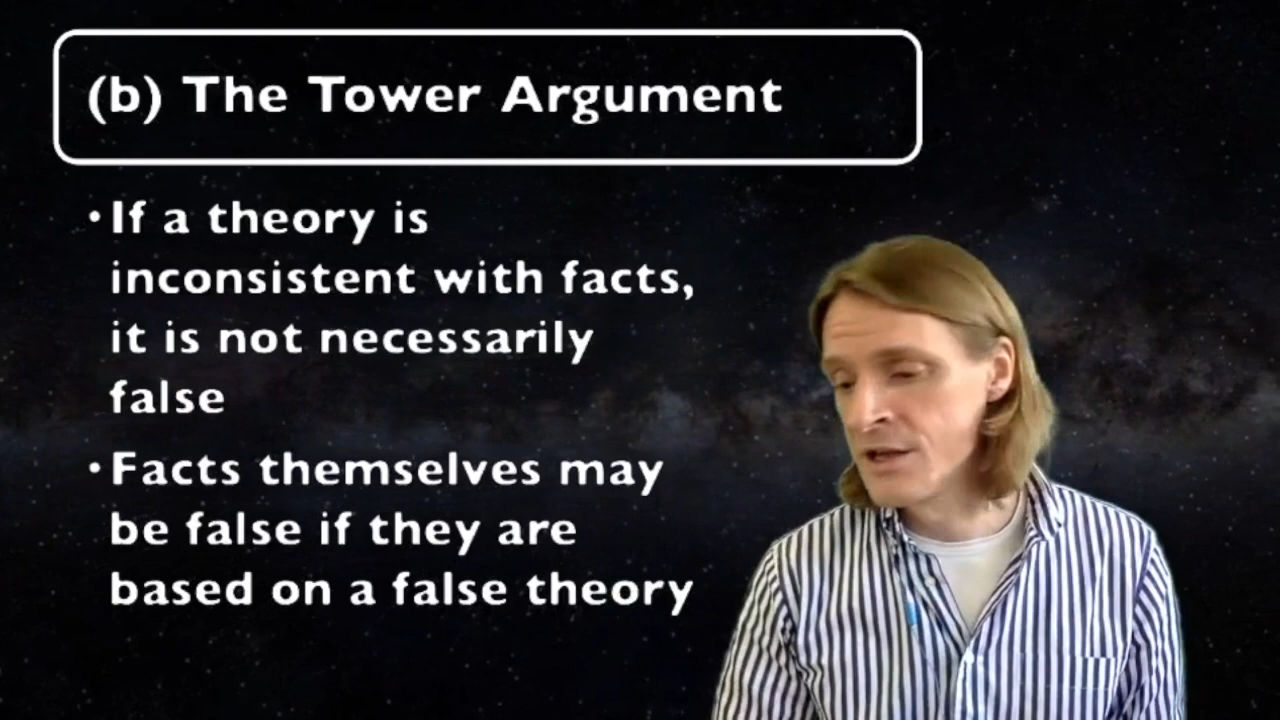 (b) The Tower Argument
•If a theory is
inconsistent with facts,
it is not necessarily
false
•Facts themselves may
be false if they are
based on a false theory